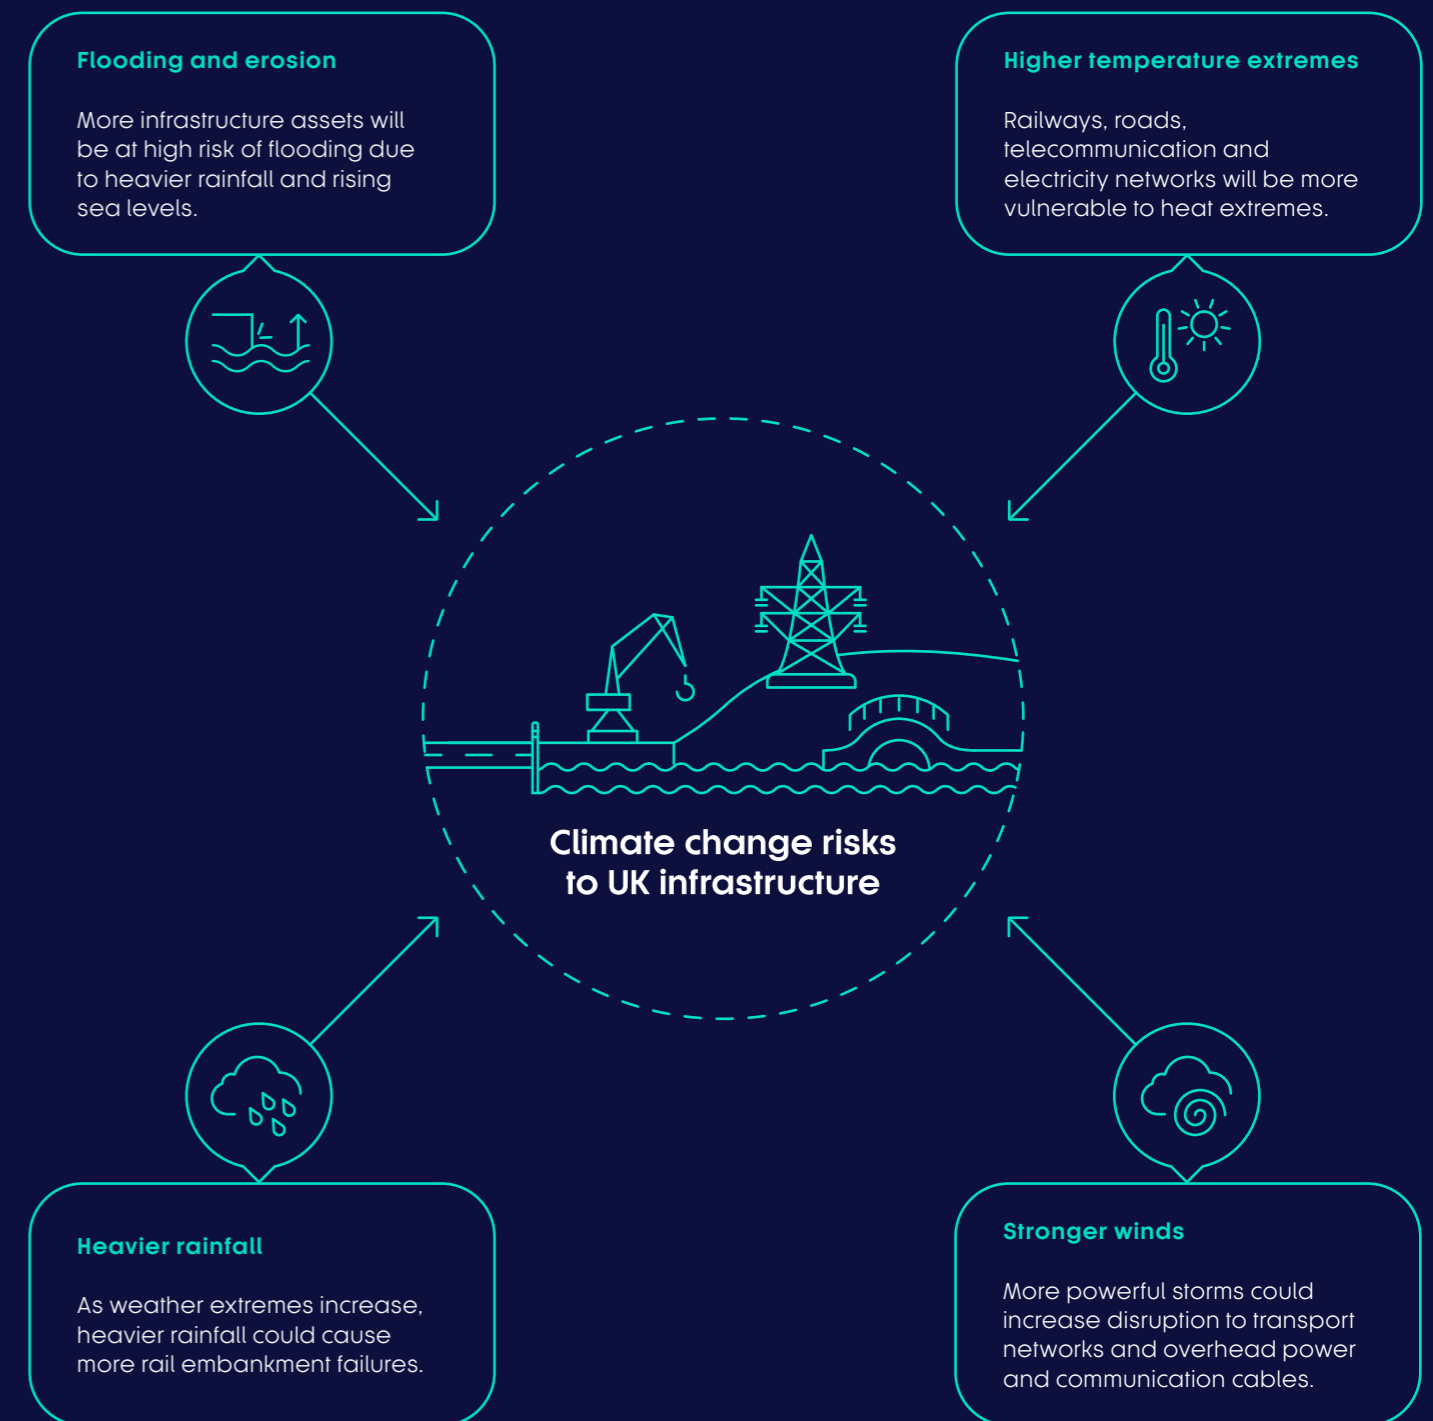 Flooding and erosion
More infrastructure assets will
be at high risk of flooding due
to heavier rainfall and rising
sea levels.
Higher temperature extremes
Railways, roads,
telecommunication and
electricity networks will be more
vulnerable to heat extremes.
Climate change risks
to UK infrastructure
Heavier rainfall
As weather extremes increase,
heavier rainfall could cause
more rail embankment failures.
Stronger winds
More powerful storms could
increase disruption to transport
networks and overhead power
and communication cables.